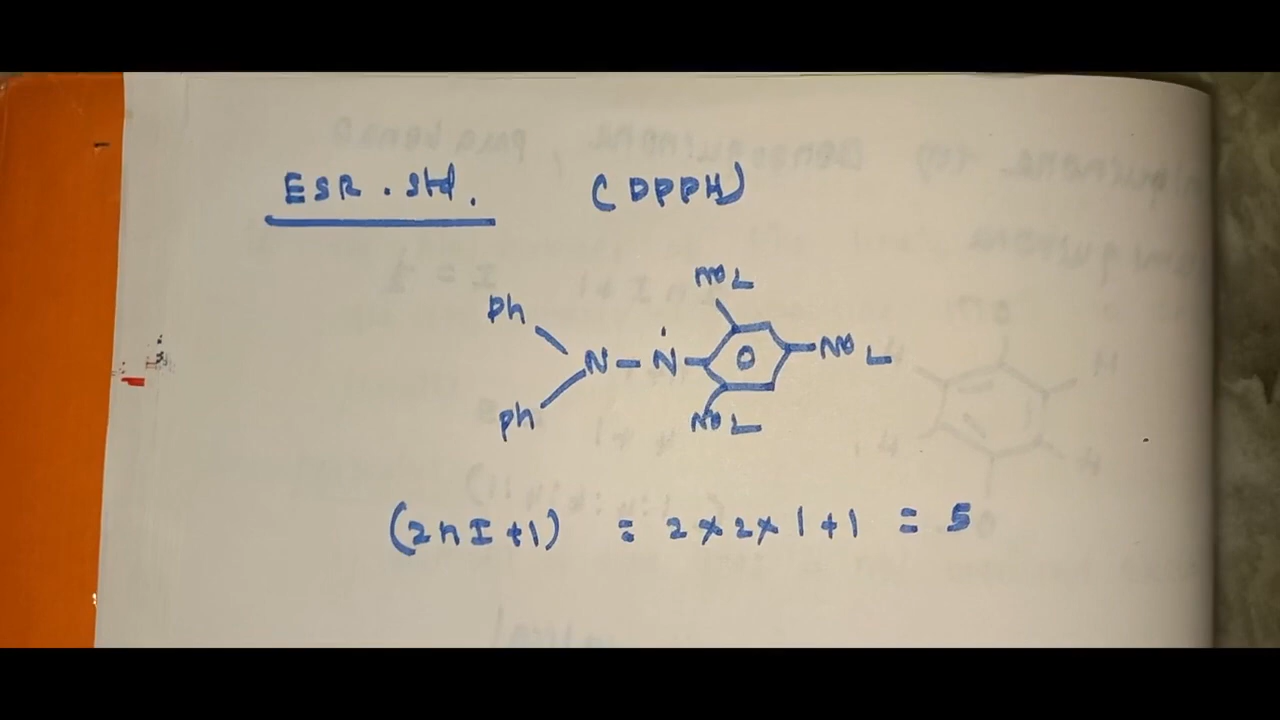 ESR. Std. (DPPH)
NO2
Ph
N - N - NO2
Ph
NO2
(2nI+1) = 2×2×1+1 = 5